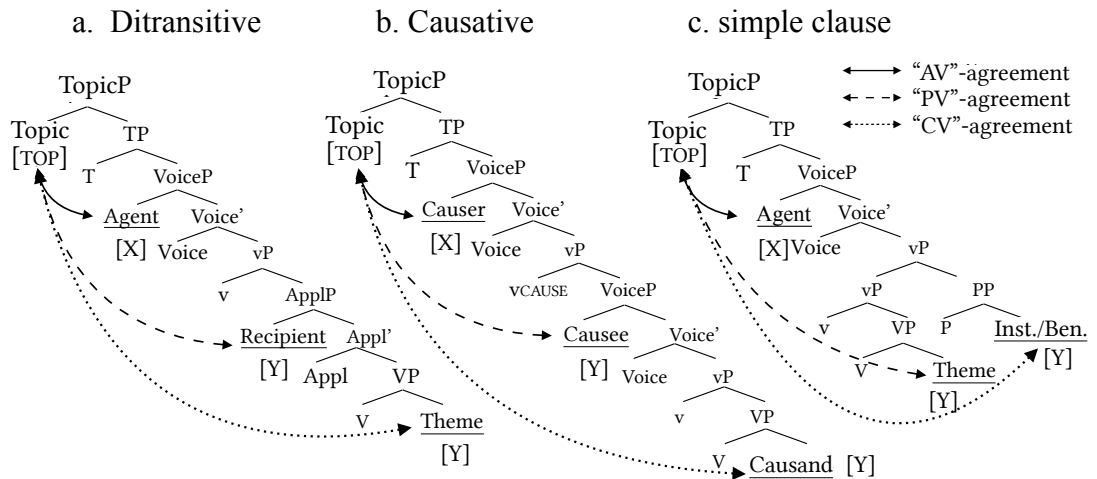 a. Ditransitive
b. Causative
c. simple clause
"AV"-agreement
"PV"-agreement
"CV"-agreement
TopicP
Topic
[TOP]
TP
T
VoiceP
Agent
[X]
Voice'
Voice
vP
v
ApplP
Recipient
[Y]
Appl'
Appl
VP
V
Theme
[Y]
TopicP
Topic
[TOP]
TP
T
VoiceP
Causer
[X]
Voice'
Voice
vP
vCAUSE
VoiceP
Causee
[Y]
Voice'
Voice
vP
v
VP
V
Causand [Y]
TopicP
Topic
[TOP]
TP
T
VoiceP
Agent
[X]
Voice'
Voice
vP
vP
PP
v
VP
P
Inst./Ben.
[Y]
V
Theme
[Y]